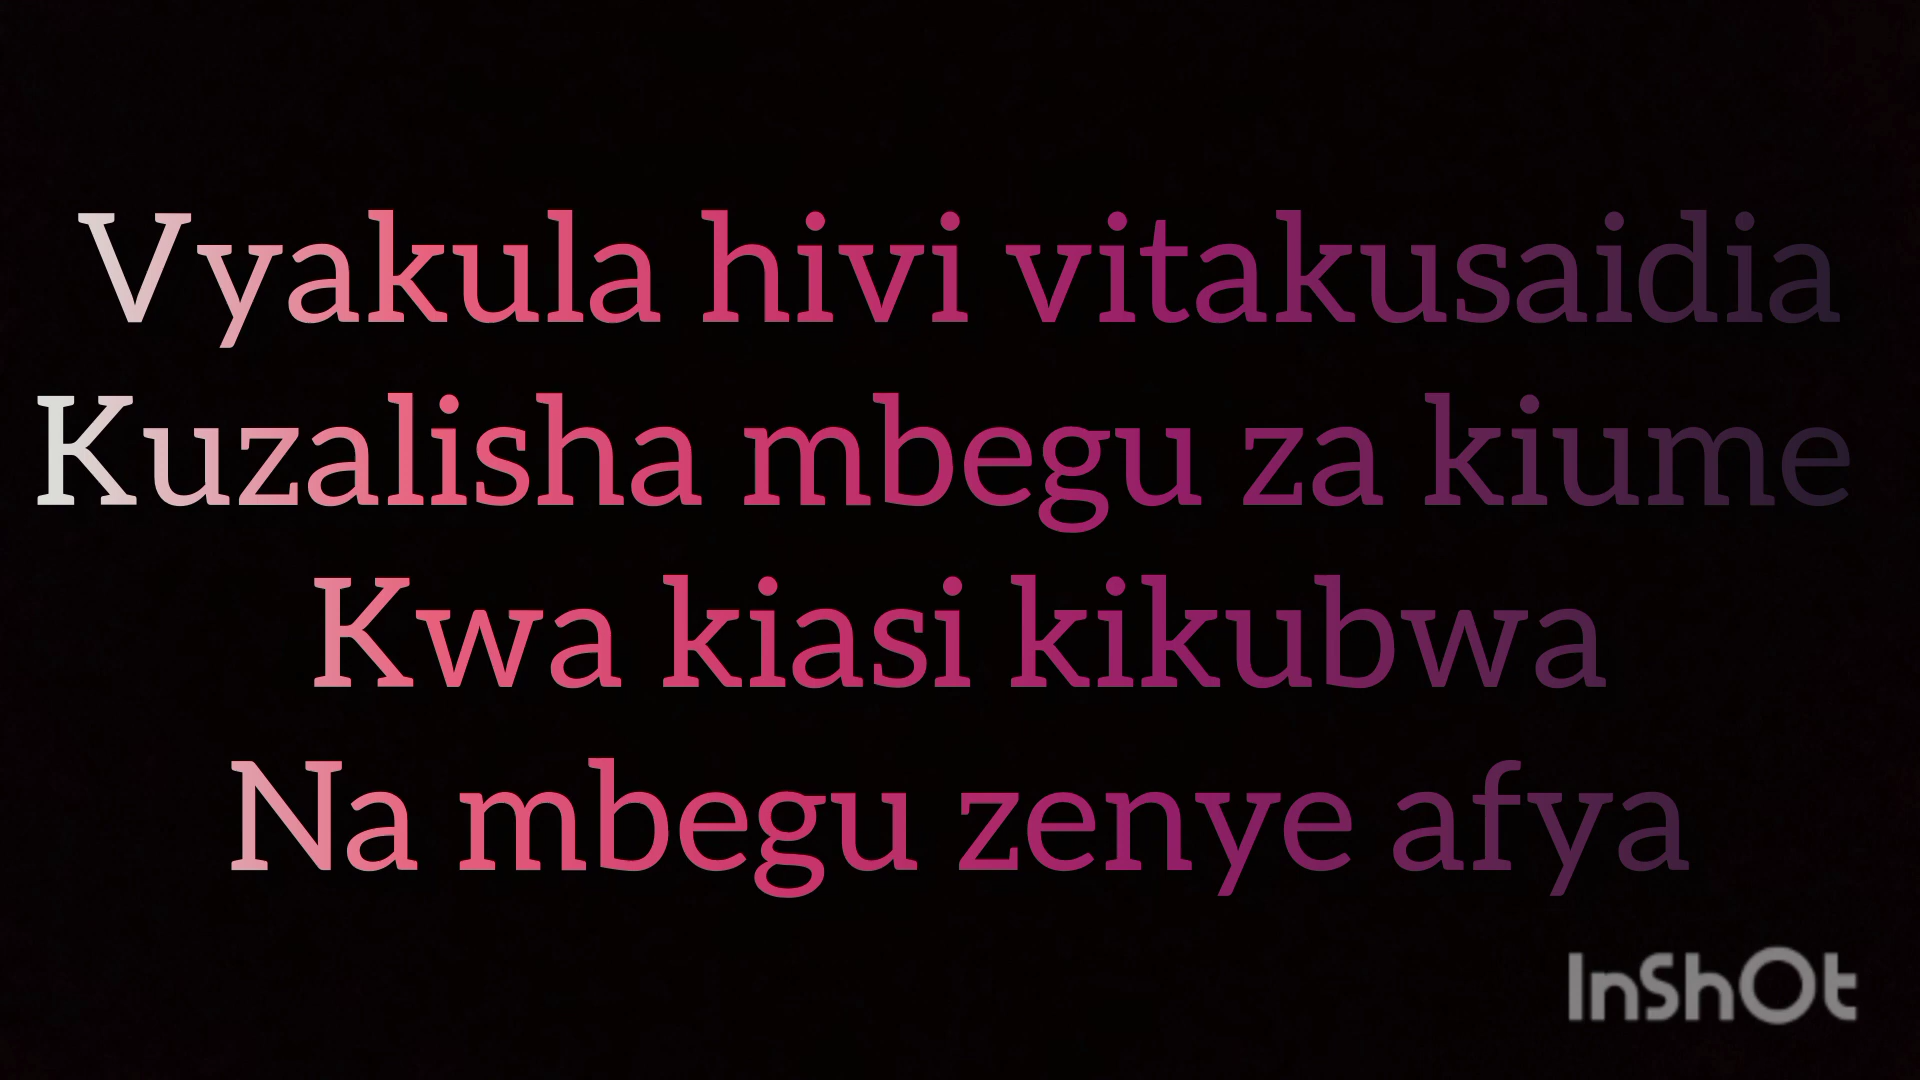 Vyakula hivi vitakusaidia
Kuzalisha mbegu za kiume
Kwa kiasi kikubwa
Na mbegu zenye afya
InShOt